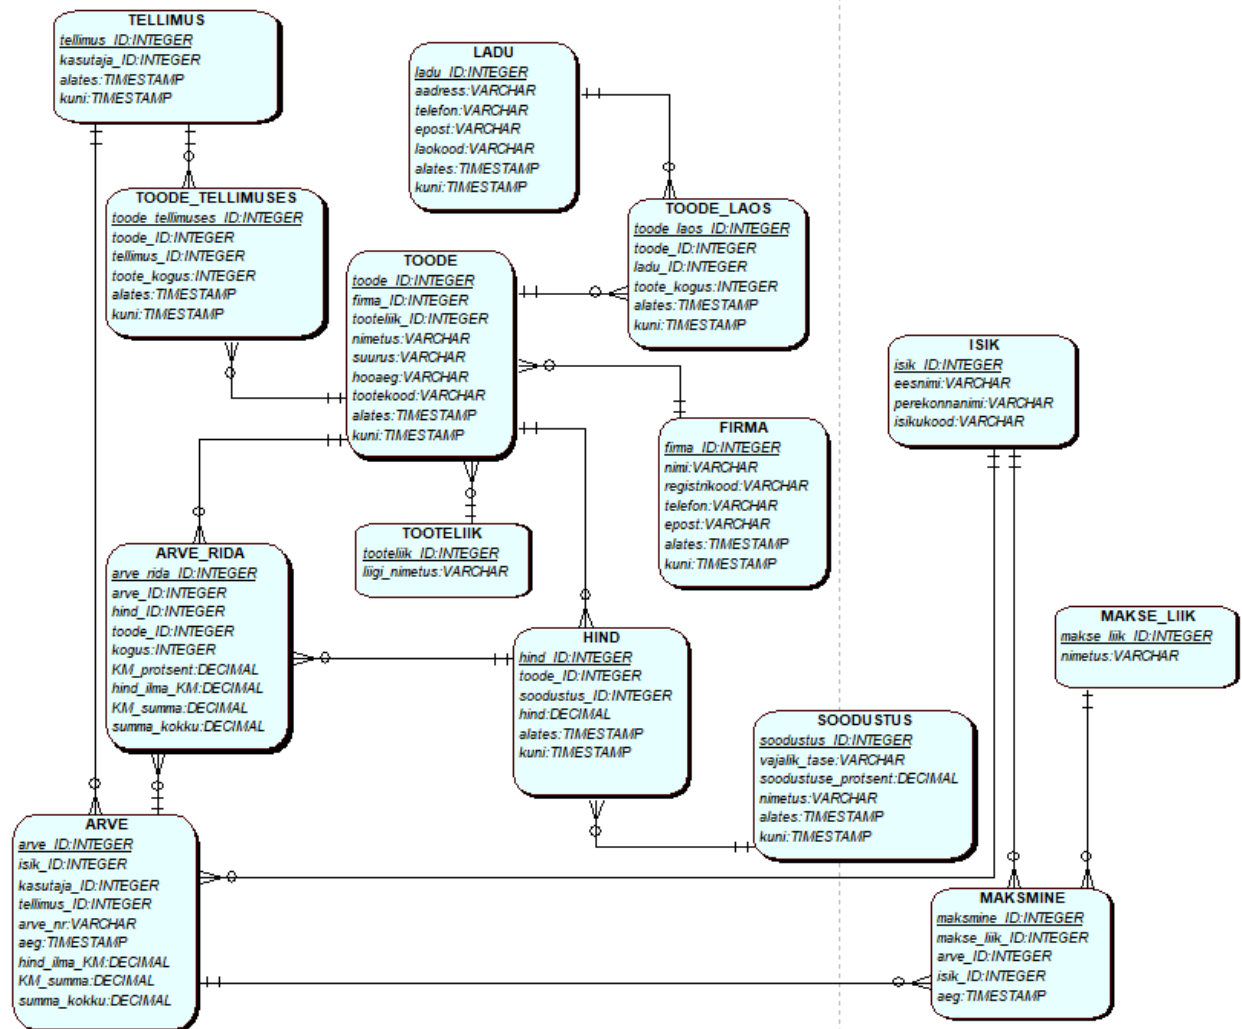 TELLIMUS
tellimus_ID:INTEGER
kasutaja_ID:INTEGER
alates:TIMESTAMP
kuni:TIMESTAMP
LADU
ladu_ID:INTEGER
aadress:VARCHAR
telefon:VARCHAR
epost:VARCHAR
laokood:VARCHAR
alates:TIMESTAMP
kuni:TIMESTAMP
TOODE_TELLIMUSES
toode_tellimuses_ID:INTEGER
toode_ID:INTEGER
tellimus_ID:INTEGER
toote_kogus:INTEGER
alates:TIMESTAMP
kuni:TIMESTAMP
TOODE_LAOS
toode_laos_ID:INTEGER
toode_ID:INTEGER
ladu_ID:INTEGER
toote_kogus:INTEGER
alates:TIMESTAMP
kuni:TIMESTAMP
TOODE
toode_ID:INTEGER
firma_ID:INTEGER
tooteliik_ID:INTEGER
nimetus:VARCHAR
suurus:VARCHAR
hooaeg:VARCHAR
tootekood:VARCHAR
alates:TIMESTAMP
kuni:TIMESTAMP
ISIK
isik_ID:INTEGER
eesnimi:VARCHAR
perekonnanimi:VARCHAR
isikukood:VARCHAR
FIRMA
firma_ID:INTEGER
nimi:VARCHAR
registrikood:VARCHAR
telefon:VARCHAR
epost:VARCHAR
alates:TIMESTAMP
kuni:TIMESTAMP
TOOTELIIK
tooteliik_ID:INTEGER
liigi_nimetus:VARCHAR
ARVE_RIDA
arve_rida_ID:INTEGER
arve_ID:INTEGER
hind_ID:INTEGER
toode_ID:INTEGER
kogus:INTEGER
KM_protsent:DECIMAL
hind_ilma_KM:DECIMAL
KM_summa:DECIMAL
summa_kokku:DECIMAL
HIND
hind_ID:INTEGER
toode_ID:INTEGER
soodustus_ID:INTEGER
hind:DECIMAL
alates:TIMESTAMP
kuni:TIMESTAMP
MAKSE_LIIK
makse_liik_ID:INTEGER
nimetus:VARCHAR
SOODUSTUS
soodustus_ID:INTEGER
vajalik_tase:VARCHAR
soodustuse_protsent:DECIMAL
nimetus:VARCHAR
alates:TIMESTAMP
kuni:TIMESTAMP
ARVE
arve_ID:INTEGER
isik_ID:INTEGER
kasutaja_ID:INTEGER
tellimus_ID:INTEGER
arve_nr:VARCHAR
aeg:TIMESTAMP
hind_ilma_KM:DECIMAL
KM_summa:DECIMAL
summa_kokku:DECIMAL
MAKSMINE
maksmine_ID:INTEGER
makse_liik_ID:INTEGER
arve_ID:INTEGER
isik_ID:INTEGER
aeg:TIMESTAMP